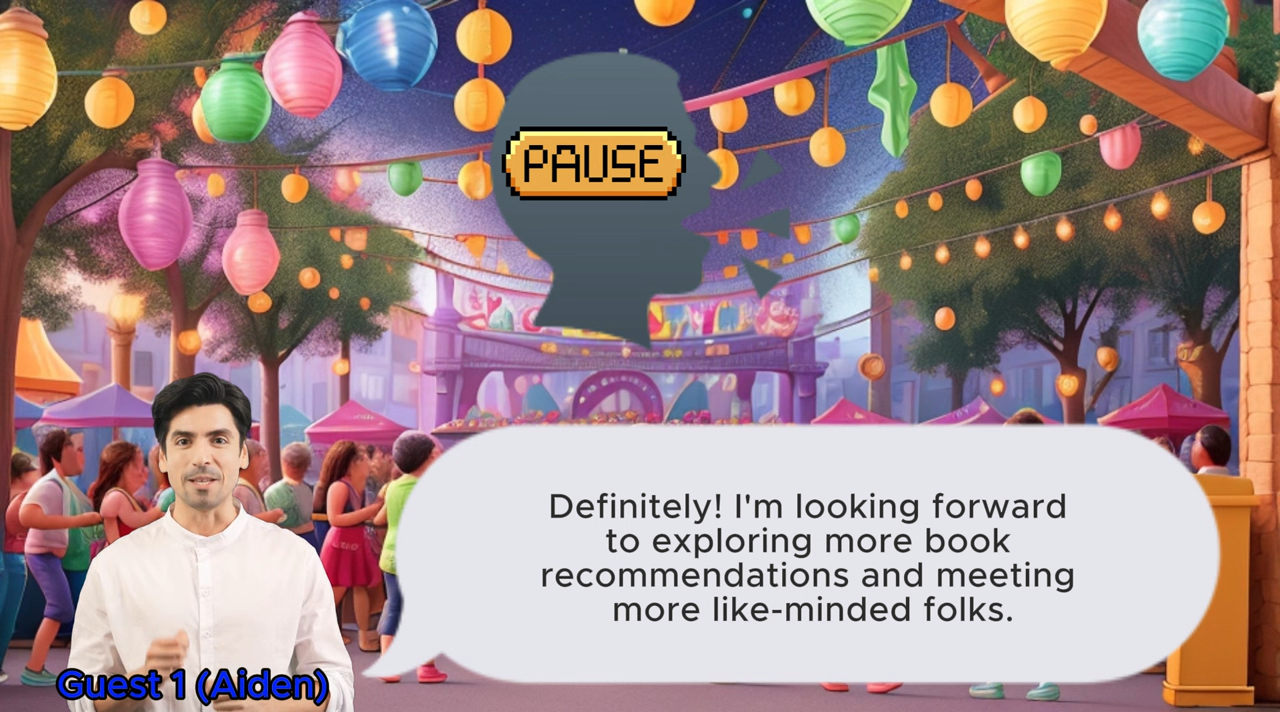 PAUSE
Definitely! I'm looking forward
to exploring more book
recommendations and meeting
more like-minded folks.
Guest 1 (Aiden)